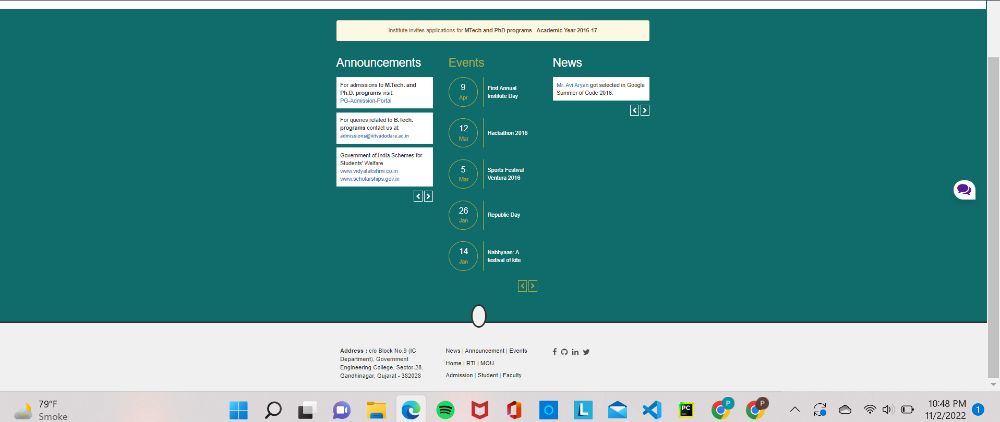 Institute invites applications for MTech and PhD programs - Academic Year 2016-17
Announcements
For admissions to M.Tech. and
Ph.D. programs visit:
PG-Admission-Portal.
For queries related to B.Tech.
programs contact us at:
admissions@iiitvadodara.ac.in
Government of India Schemes for
Students' Welfare
www.vidyalakshmi.co.in
www.scholarships.gov.in
Events
9
Apr
First Annual
Institute Day
12
Mar
Hackathon 2016
5
Mar
Sports Festival
Ventura 2016
26
Jan
Republic Day
14
Jan
Nabhyaan: A
festival of kite
News
Mr. Avi Aryan got selected in Google
Summer of Code 2016.
Address : c/o Block No.9 (IC
Department), Government
Engineering College, Sector-28,
Gandhinagar, Gujarat - 382028
News | Announcement | Events
Home | RTI | MOU
Admission | Student | Faculty
79°F
Smoke
L
PC
P
P
10:48 PM
11/2/2022
1